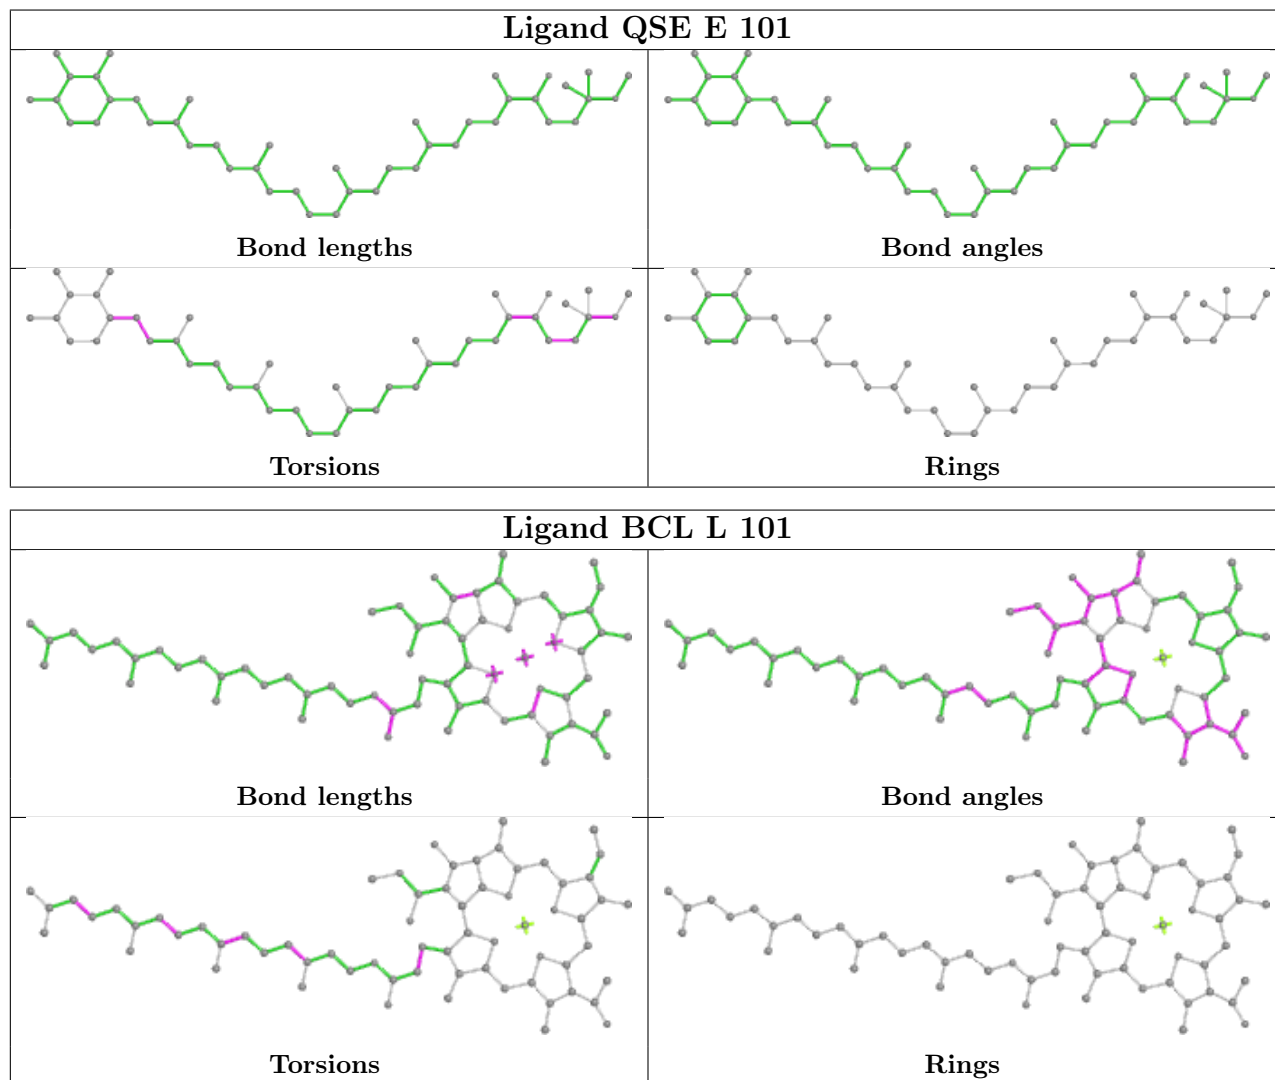 Ligand QSE E 101
Bond lengths
Bond angles
Torsions
Rings
Ligand BCL L 101
Bond lengths
Bond angles
Torsions
Rings